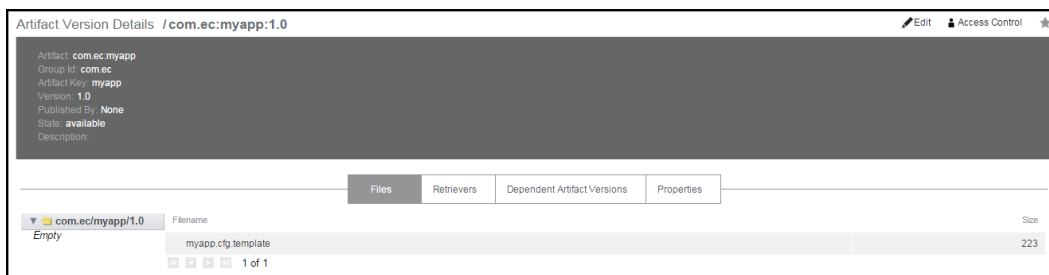 Artifact Version Details / com.ec:myapp:1.0 Edit Access Control
Artifact: com.ec:myapp
Group Id: com.ec
Artifact Key: myapp
Version: 1.0
Published By: None
State: available
Description:
Files Retrievers Dependent Artifact Versions Properties
com.ec/myapp/1.0 Filename Size
Empty
myapp.cfg.template 223
1 of 1